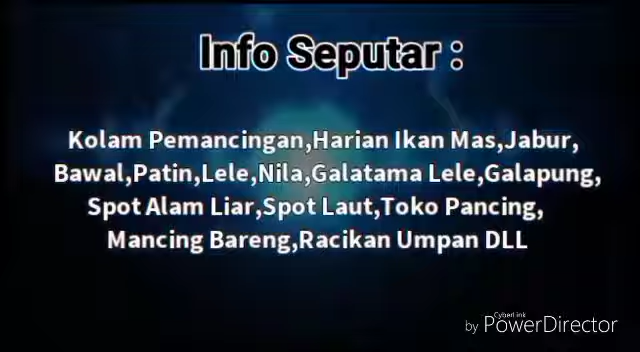 Info Seputar :
Kolam Pemancingan,Harian Ikan Mas,Jabur,
Bawal,Patin,Lele,Nila,Galatama Lele,Galapung,
Spot Alam Liar,Spot Laut,Toko Pancing,
Mancing Bareng,Racikan Umpan DLL
CyberLink
by PowerDirector